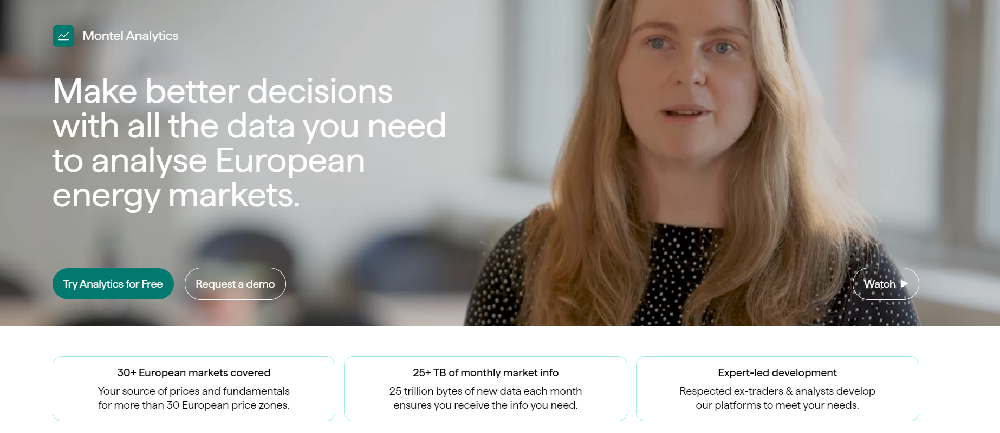 Montel Analytics
Make better decisions
with all the data you need
to analyse European
energy markets.
Try Analytics for Free
Request a demo
Watch
30+ European markets covered
Your source of prices and fundamentals
for more than 30 European price zones.
25+ TB of monthly market info
25 trillion bytes of new data each month
ensures you receive the info you need.
Expert-led development
Respected ex-traders & analysts develop
our platforms to meet your needs.